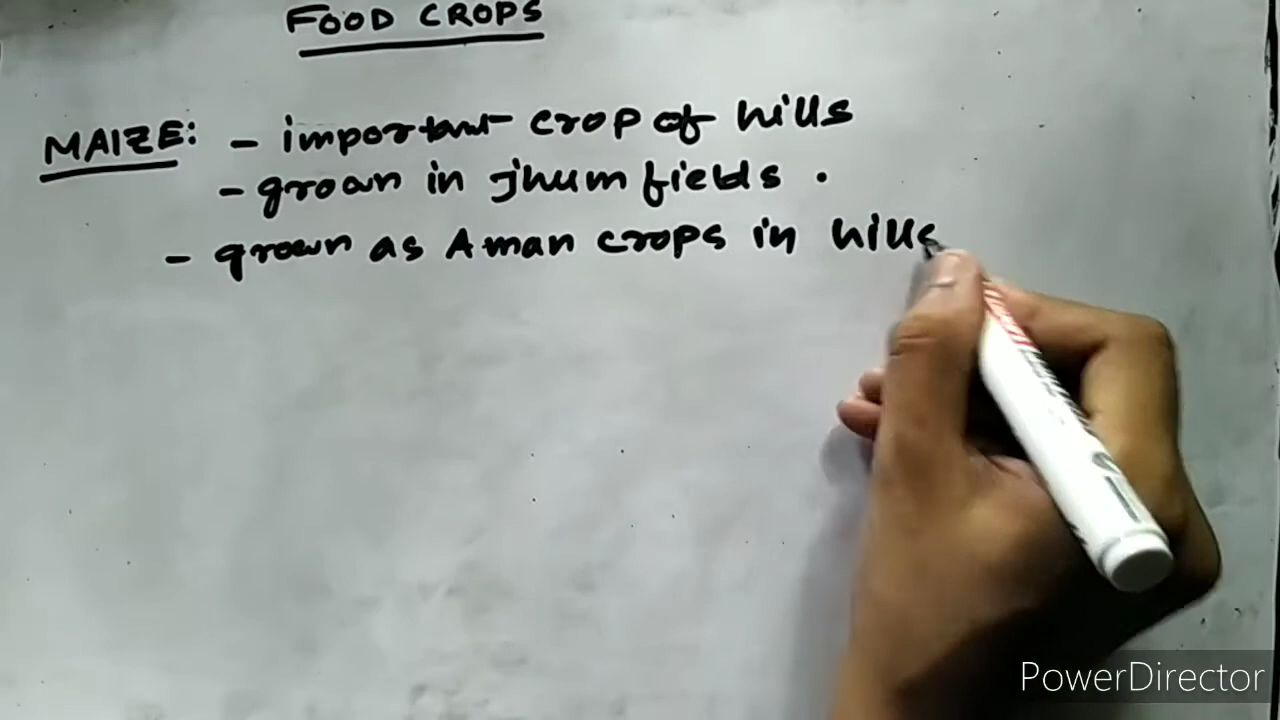 FOOD CROPS
MAIZE: - important crop of hills
- grown in jhum fields .
- grown as Aman crops in hills
PowerDirector